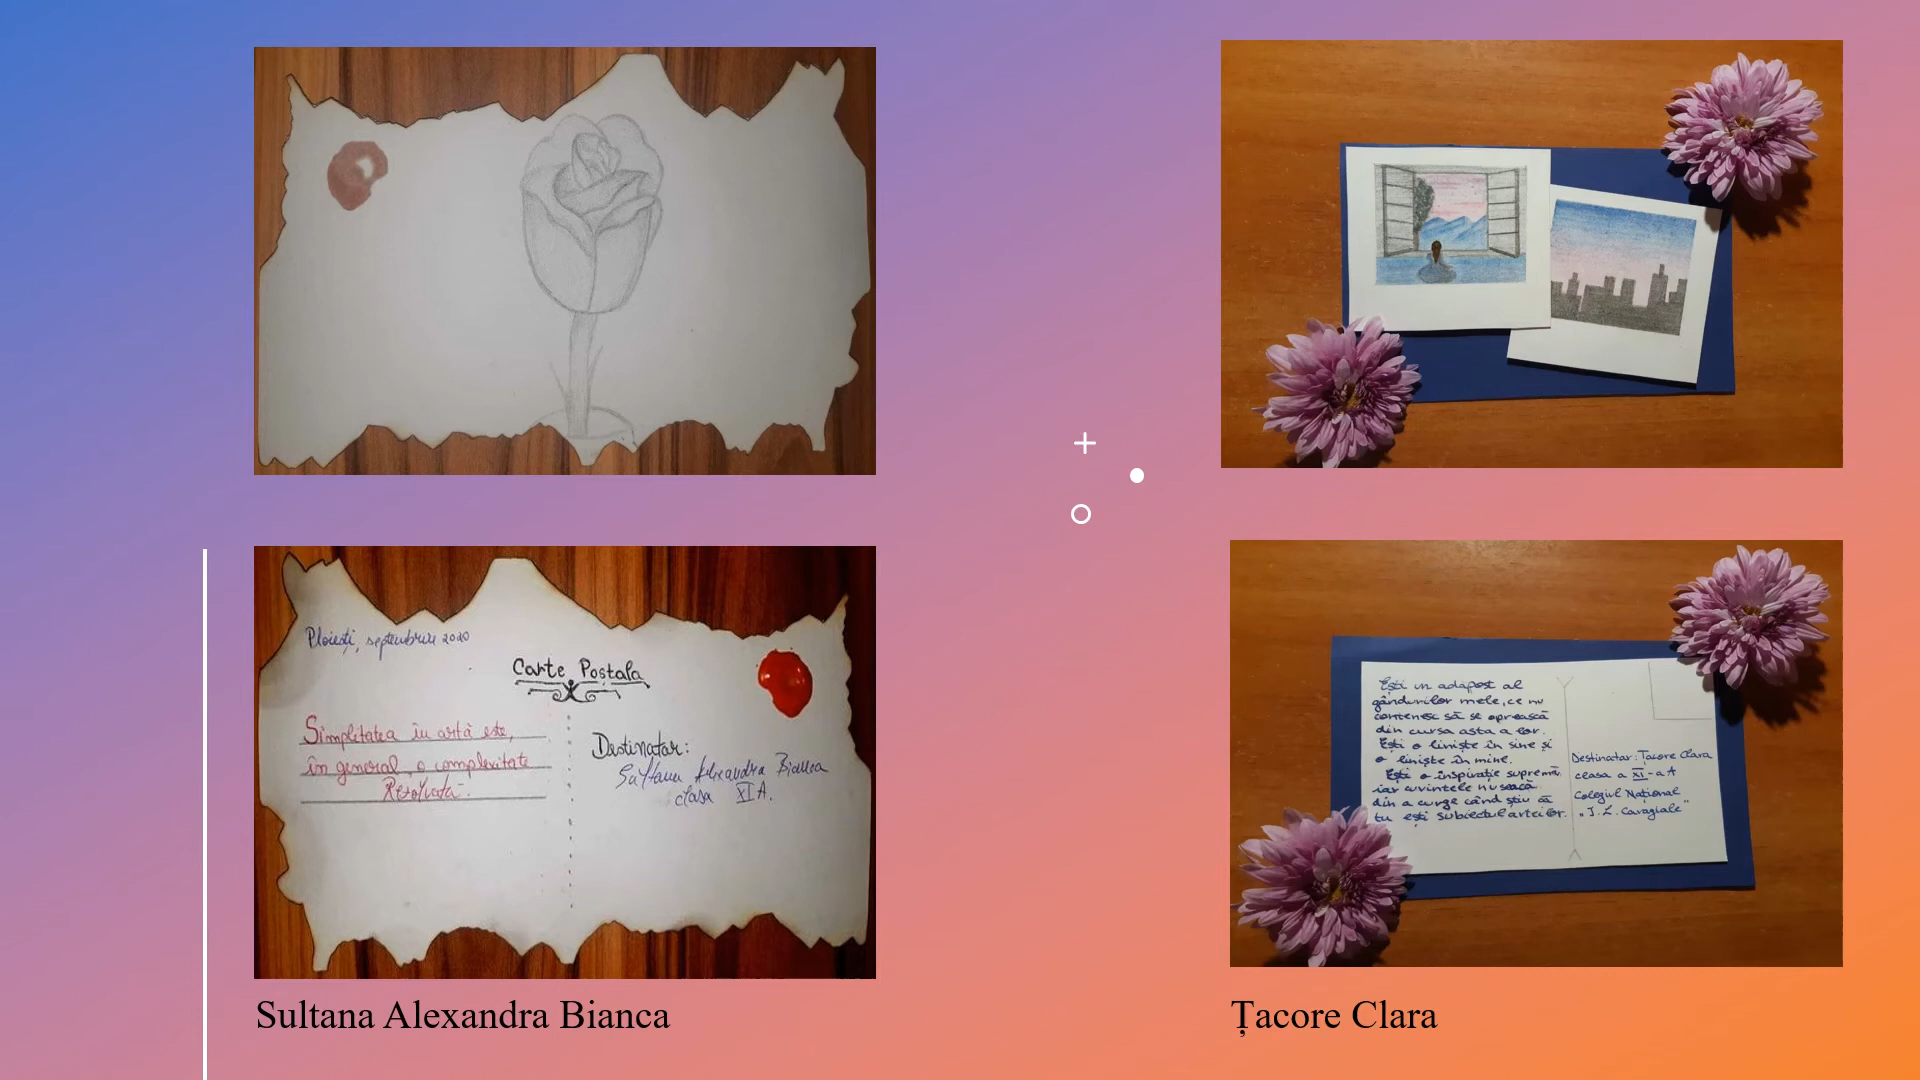 Ploiești, septembrie 2020
Carte Poștala
Simplitatea în artă este,
în general, o complexitate
Rezolvată.
Destinatar:
Sultana Alexandra Bianca
clasa XI A.
Sultana Alexandra Bianca
Ești un adăpost al
gândurilor mele, ce nu
contenesc să se oprească
din cursa asta a lor.
Ești o liniște în sine și
o liniște în mine.
Ești o inspirație supremă
iar cuvintele nu seacă
din a curge când știu că
tu ești subiectul artei lor.
Destinatar: Țacore Clara
clasa a XI-a A
Colegiul Național
„I. L. Caragiale"
Țacore Clara